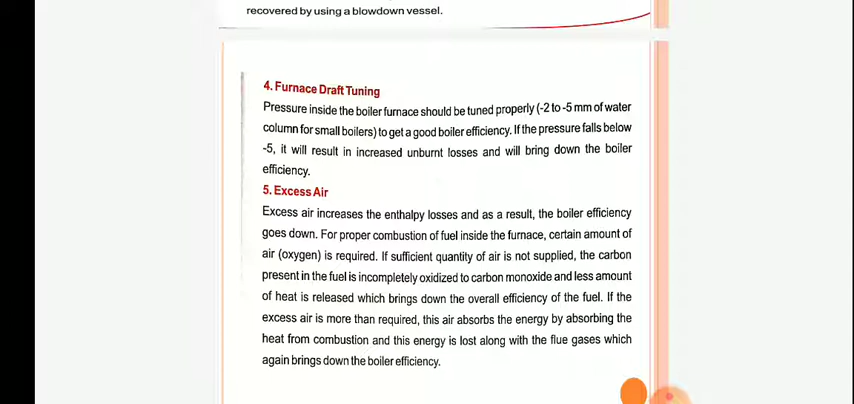 recovered by using a blowdown vessel.
4. Furnace Draft Tuning
Pressure inside the boiler furnace should be tuned properly (-2 to -5 mm of water
column for small boilers) to get a good boiler efficiency. If the pressure falls below
-5, it will result in increased unburnt losses and will bring down the boiler
efficiency.
5. Excess Air
Excess air increases the enthalpy losses and as a result, the boiler efficiency
goes down. For proper combustion of fuel inside the furnace, certain amount of
air (oxygen) is required. If sufficient quantity of air is not supplied, the carbon
present in the fuel is incompletely oxidized to carbon monoxide and less amount
of heat is released which brings down the overall efficiency of the fuel. If the
excess air is more than required, this air absorbs the energy by absorbing the
heat from combustion and this energy is lost along with the flue gases which
again brings down the boiler efficiency.